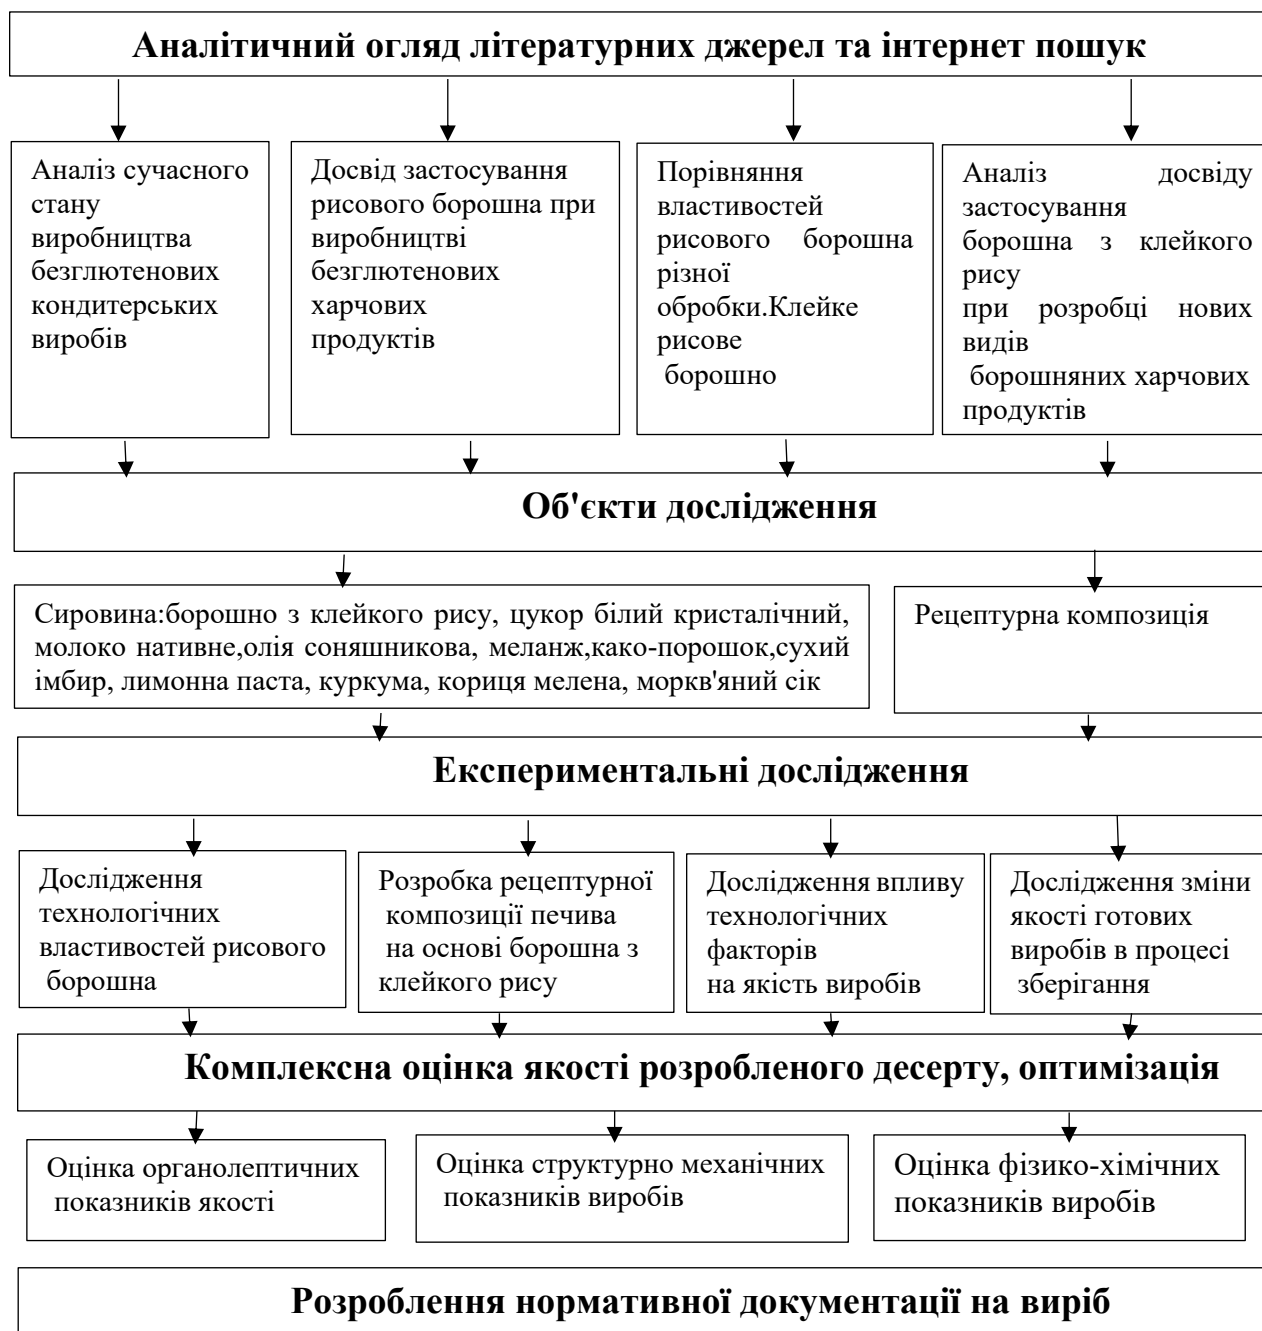 Аналітичний огляд літературних джерел та інтернет пошук
Аналіз сучасного
стану
виробництва
безглютенових
кондитерських
виробів
Досвід застосування
рисового борошна при
виробництві
безглютенових
харчових
продуктів
Порівняння
властивостей
рисового борошна
різної
обробки.Клейке
рисове
борошно
Аналіз досвіду
застосування
борошна з клейкого
рису
при розробці нових
видів
борошняних харчових
продуктів
Об'єкти дослідження
Сировина:борошно з клейкого рису, цукор білий кристалічний,
молоко нативне,олія соняшникова, меланж,како-порошок,сухий
імбир, лимонна паста, куркума, кориця мелена, моркв'яний сік
Рецептурна композиція
Експериментальні дослідження
Дослідження
технологічних
властивостей рисового
борошна
Розробка рецептурної
композиції печива
на основі борошна з
клейкого рису
Дослідження впливу
технологічних
факторів
на якість виробів
Дослідження зміни
якості готових
виробів в процесі
зберігання
Комплексна оцінка якості розробленого десерту, оптимізація
Оцінка органолептичних
показників якості
Оцінка структурно механічних
показників виробів
Оцінка фізико-хімічних
показників виробів
Розроблення нормативної документації на виріб